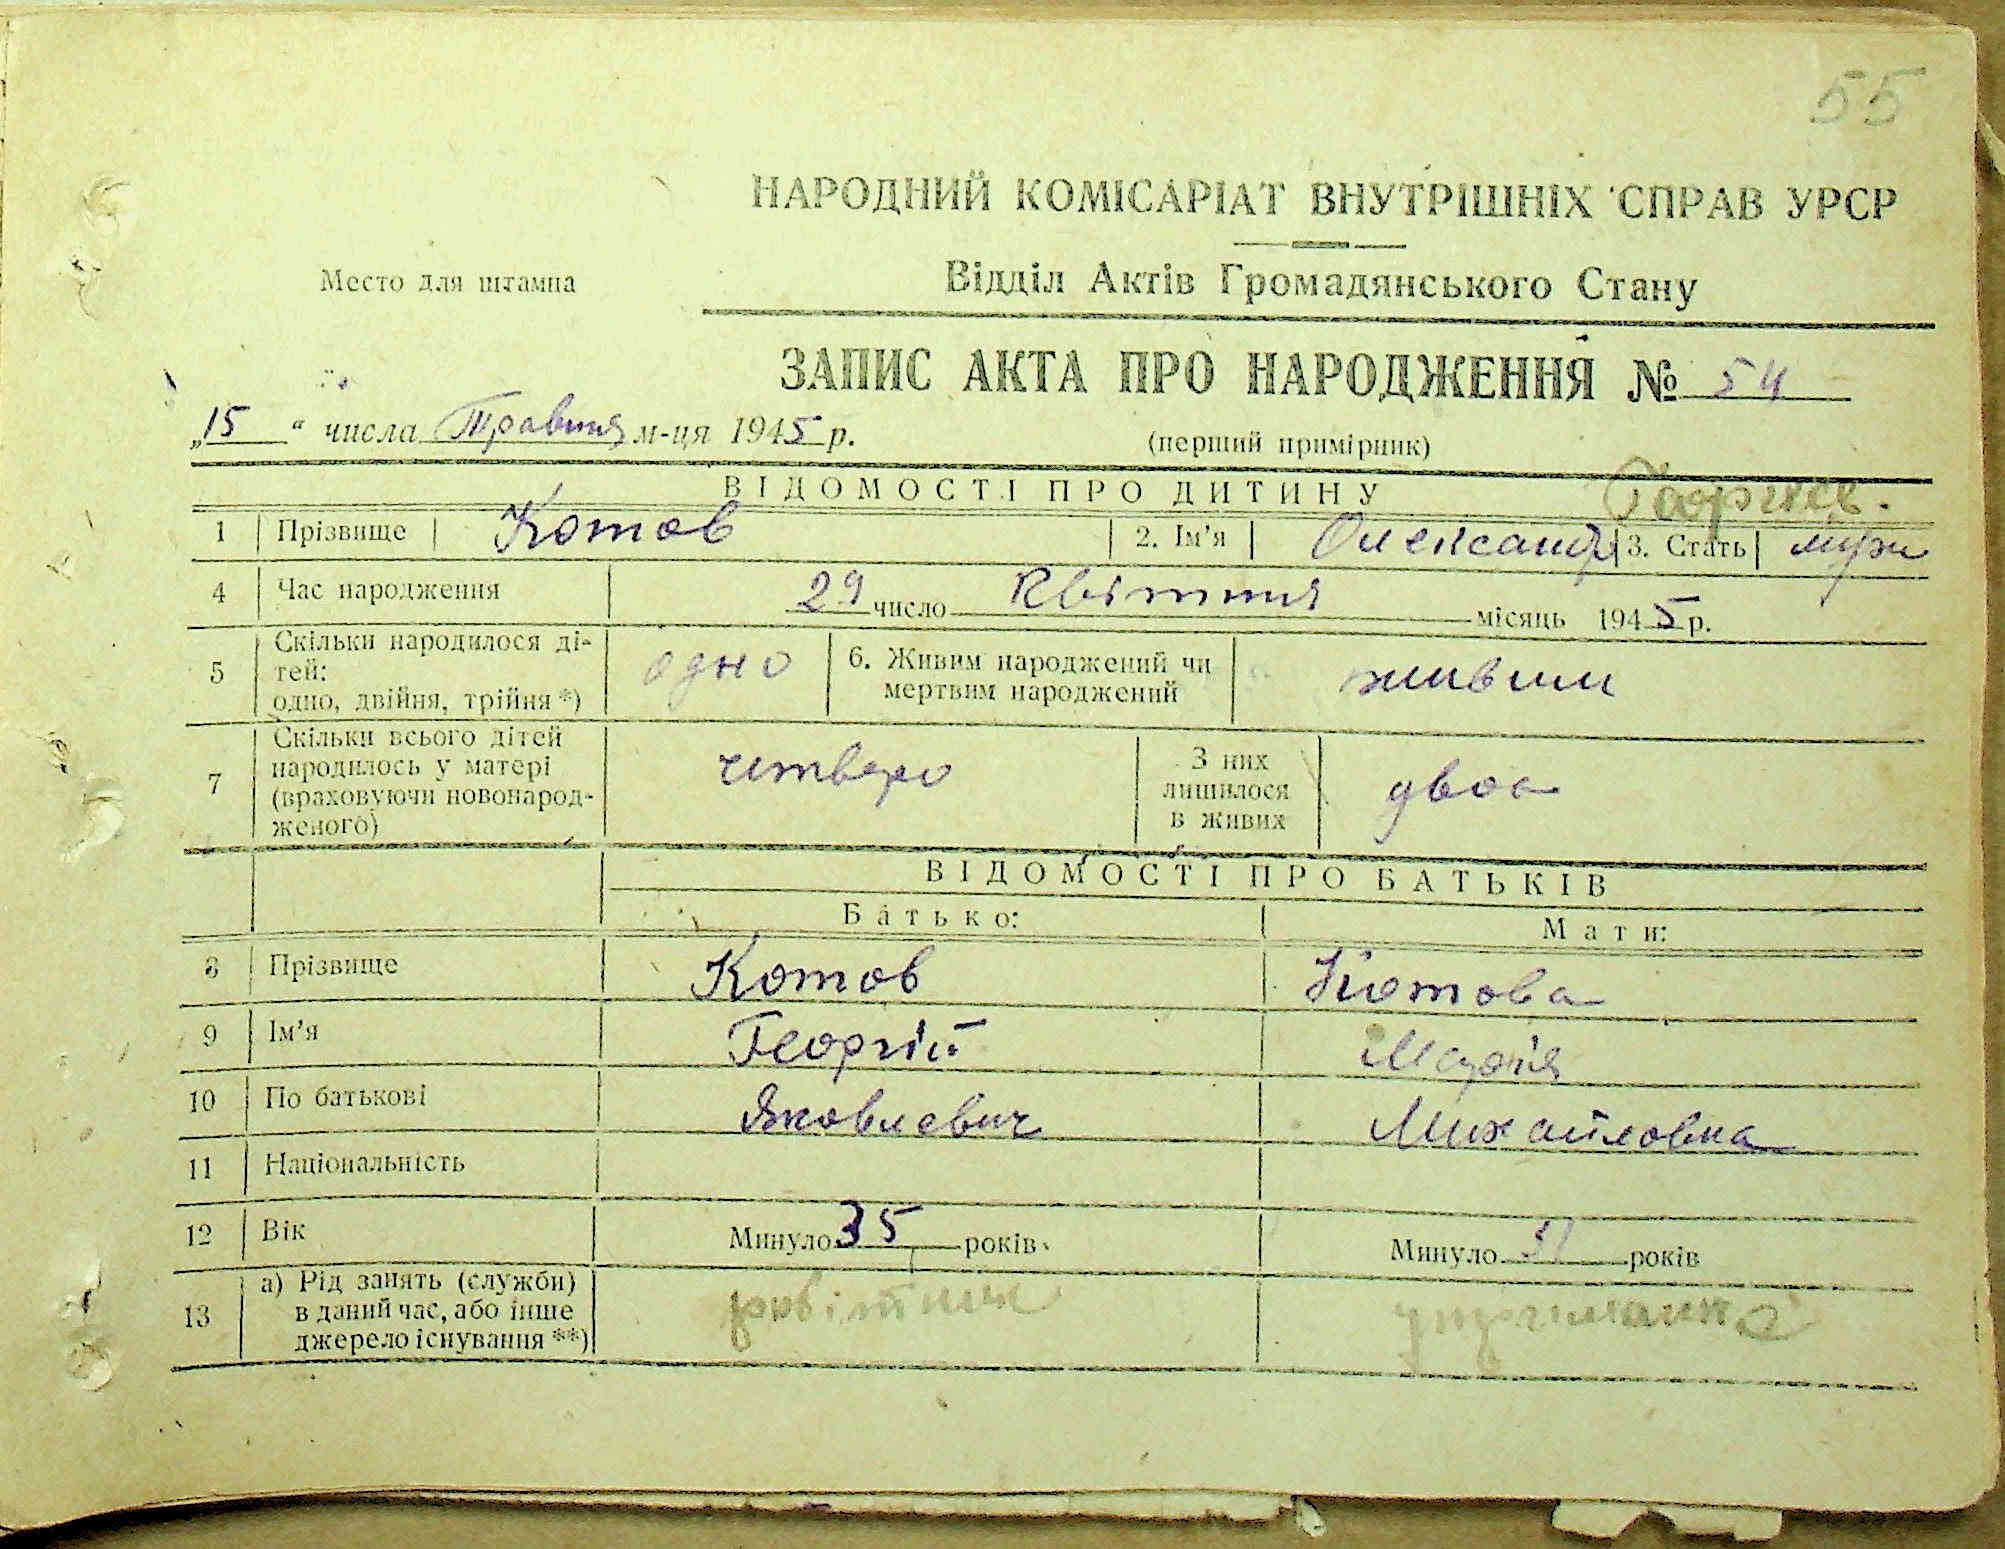 55
НАРОДНИЙ КОМІСАРІАТ ВНУТРІШНІХ СПРАВ УРСР
Место для штампа
Відділ Актів Громадянського Стану
ЗАПИС АКТА ПРО НАРОДЖЕННЯ № 54
„15“ числа Травня м-ця 1945 р.
(перший примірник)
ВІДОМОСТІ ПРО ДИТИНУ
1 Прізвище Котов 2. Ім'я Олександр 3. Стать муж
4 Час народження 29 число Квітня місяць 1945 р.
5 Скільки народилося ді-
тей:
одно, двійня, трійня *) одно 6. Живим народжений чи
мертвим народжений живим
7 Скільки всього дітей
народилось у матері
(враховуючи новонарод-
женого) четверо З них
лишилося
в живих двоє
ВІДОМОСТІ ПРО БАТЬКІВ
Батько: Мати:
8 Прізвище Котов Котова
9 Ім'я Георгій Марія
10 По батькові Яковлевич Михайловна
11 Національність
12 Вік Минуло 35 років Минуло років
13 а) Рід занять (служби)
в даний час, або інше
джерело існування **) робітник